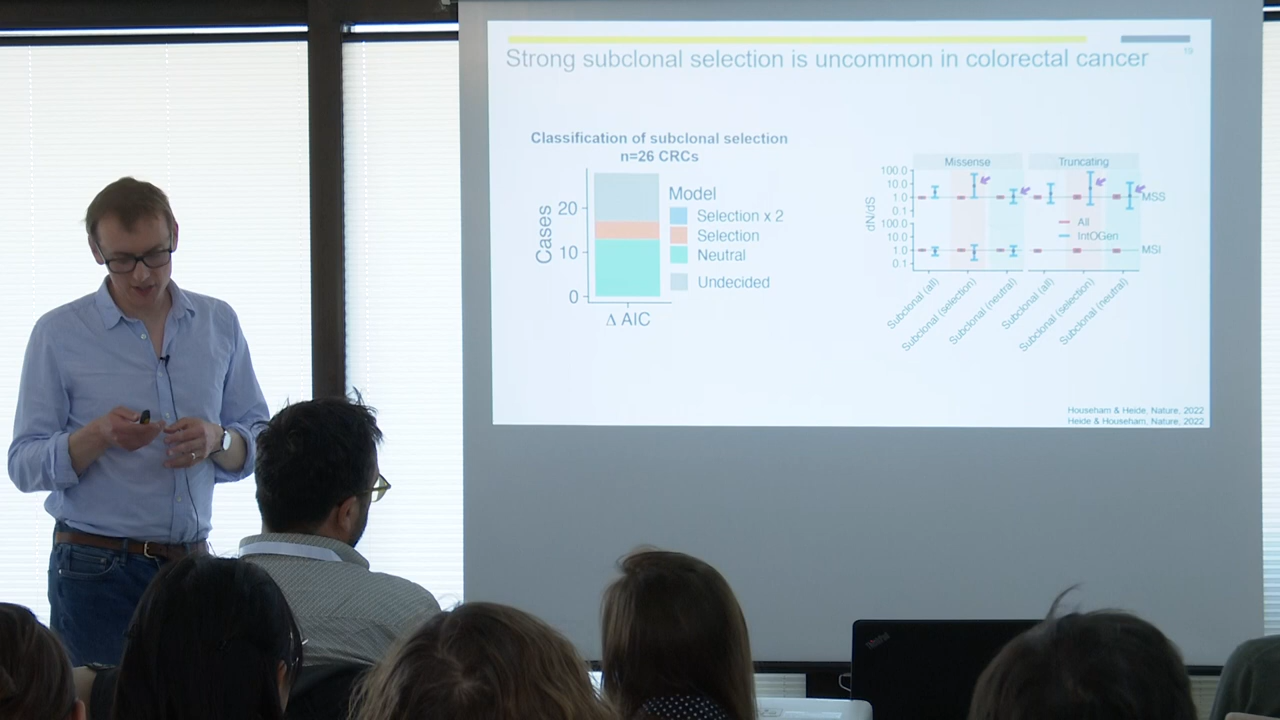 19
Strong subclonal selection is uncommon in colorectal cancer
Classification of subclonal selection
n=26 CRCs
Cases
20
10
0
Δ AIC
Model
Selection x 2
Selection
Neutral
Undecided
Missense
Truncating
dN/dS
100.0
10.0
1.0
0.1
100.0
10.0
1.0
0.1
MSS
All
IntOGen
MSI
Subclonal (all)
Subclonal (selection)
Subclonal (neutral)
Subclonal (all)
Subclonal (selection)
Subclonal (neutral)
Househam & Heide, Nature, 2022
Heide & Househam, Nature, 2022
ThinkPad